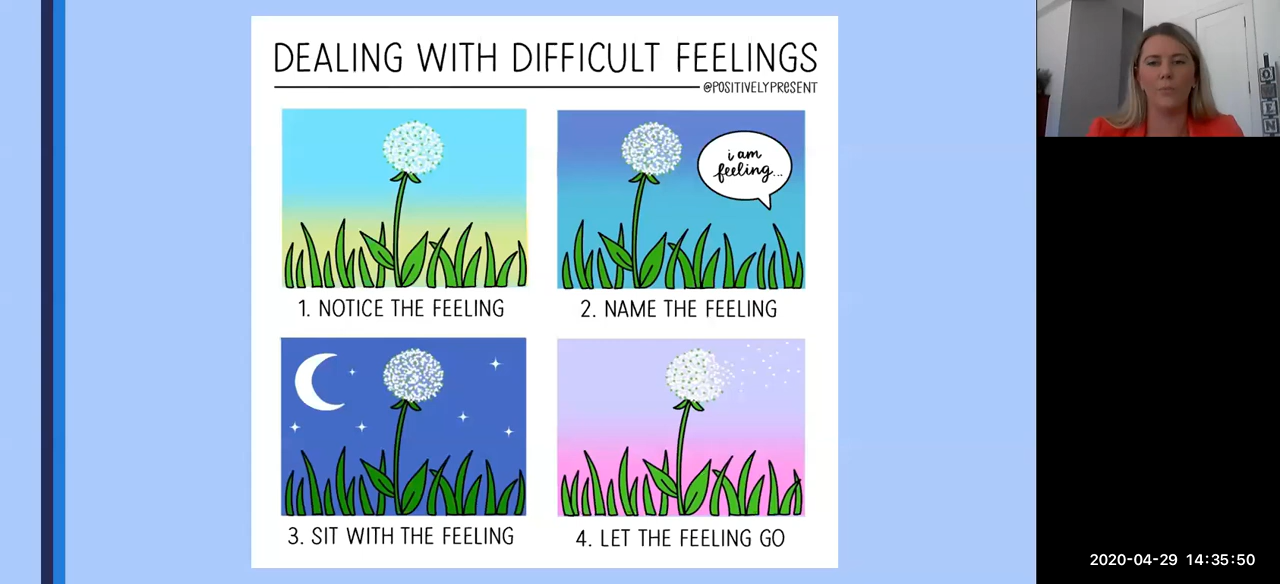 DEALING WITH DIFFICULT FEELINGS
@POSITIVELYPRESENT
i am
feeling...
1. NOTICE THE FEELING
2. NAME THE FEELING
3. SIT WITH THE FEELING
4. LET THE FEELING GO
O
W
E
N
2020-04-29 14:35:50